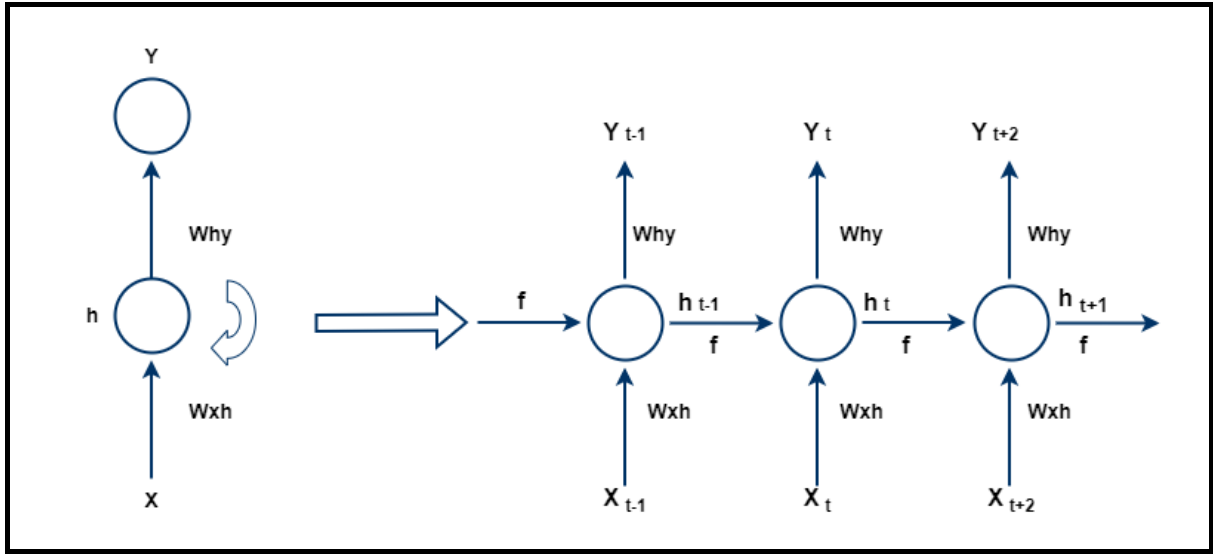 Y
Why
h
Wxh
X
Y t-1 Y t Y t+2
Why Why Why
f h t-1 h t h t+1
f f f
Wxh Wxh Wxh
X t-1 X t X t+2